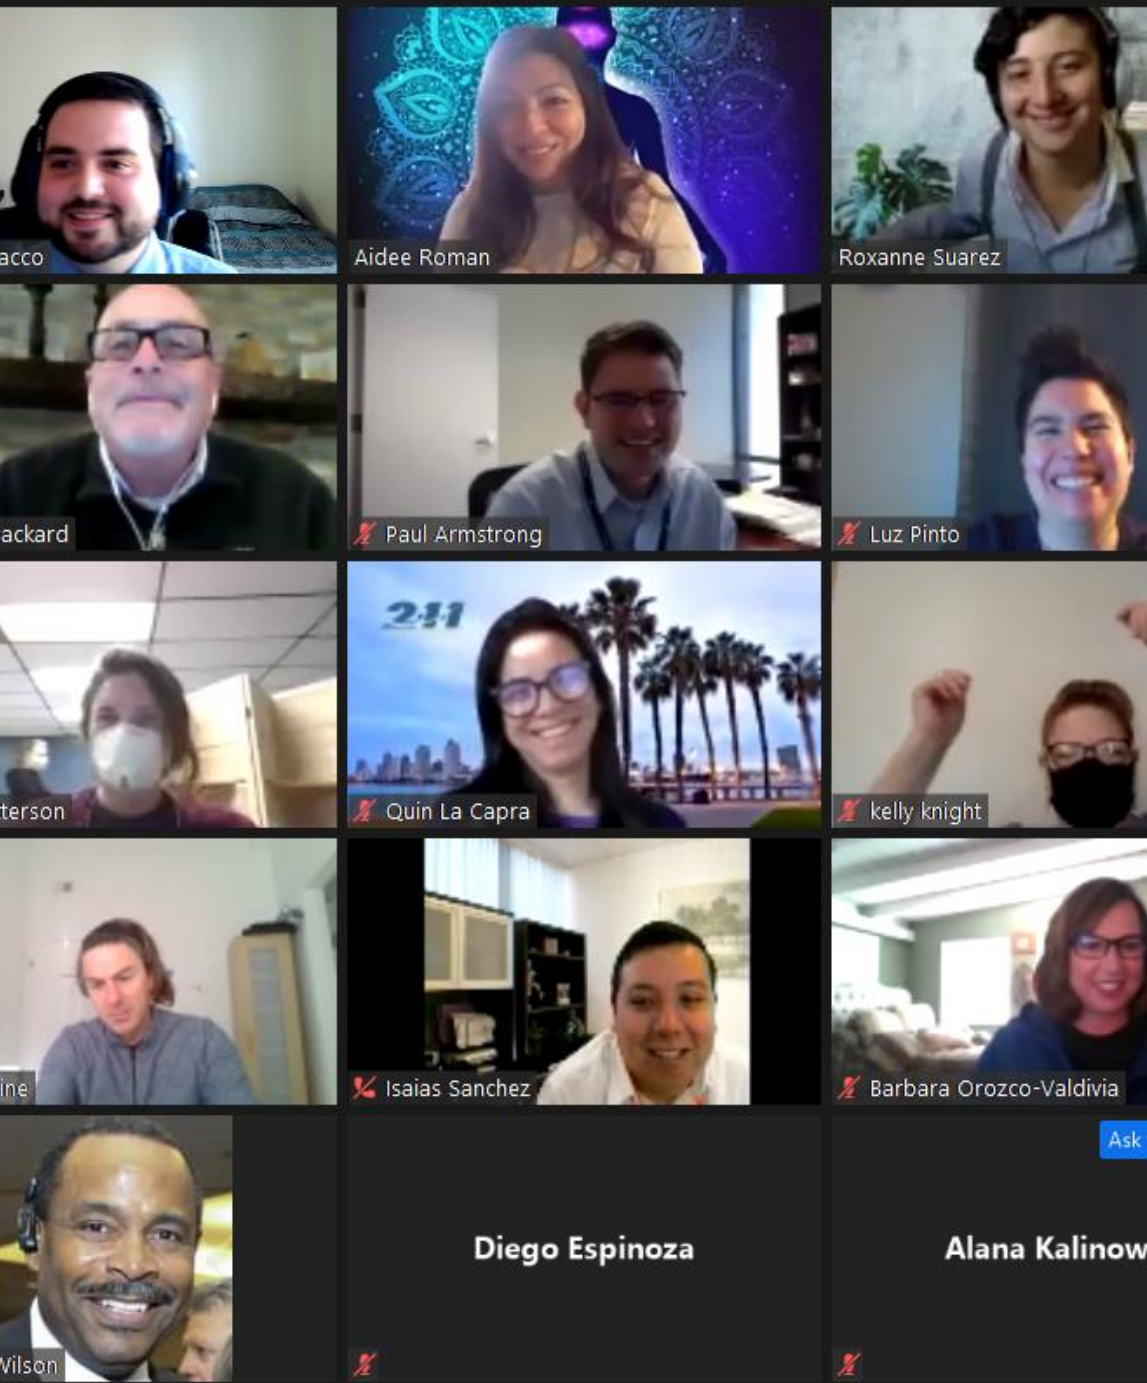 acco
Aidee Roman
Roxanne Suarez
ackard
Paul Armstrong
Luz Pinto
terson
211
Quin La Capra
kelly knight
ine
Isaias Sanchez
Barbara Orozco-Valdivia
Ask
Wilson
Diego Espinoza
Alana Kalinow